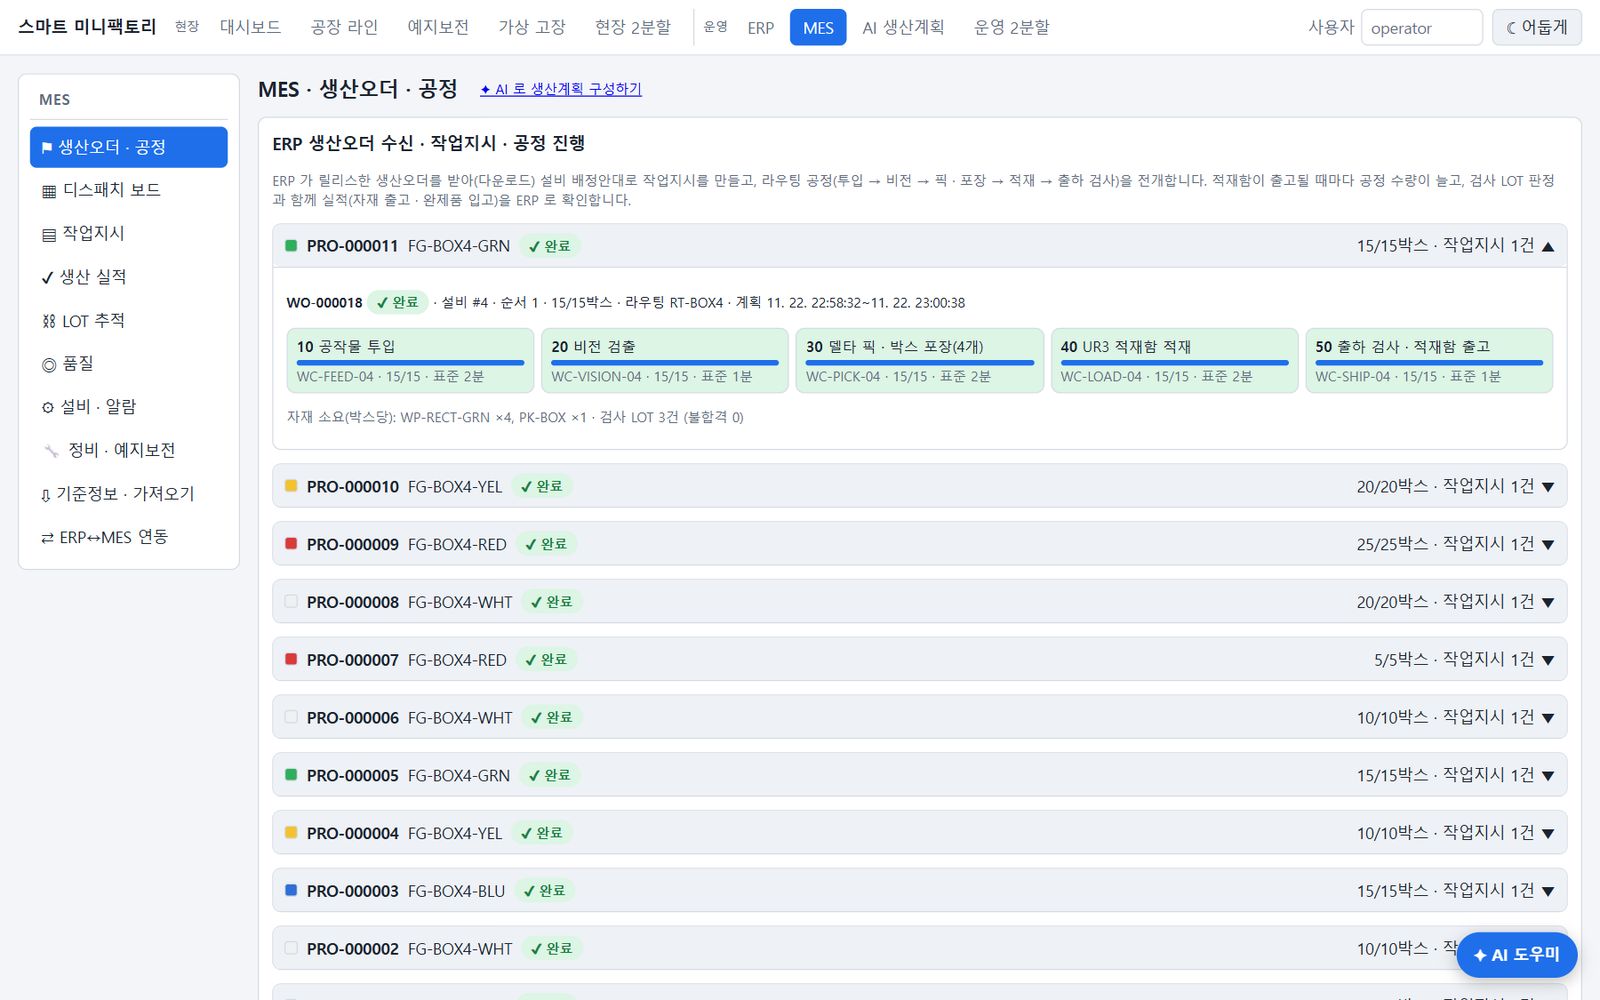 스마트 미니팩토리 현장 대시보드 공장 라인 예지보전 가상 고장 현장 2분할 운영 ERP MES AI 생산계획 운영 2분할 사용자 operator ☾ 어둡게
MES
⚑ 생산오더 · 공정
▦ 디스패치 보드
▤ 작업지시
✔ 생산 실적
⛓ LOT 추적
◎ 품질
⚙ 설비 · 알람
🔧 정비 · 예지보전
⇩ 기준정보 · 가져오기
⇄ ERP↔MES 연동
MES · 생산오더 · 공정 ✦ AI 로 생산계획 구성하기
ERP 생산오더 수신 · 작업지시 · 공정 진행
ERP 가 릴리스한 생산오더를 받아(다운로드) 설비 배정안대로 작업지시를 만들고, 라우팅 공정(투입 → 비전 → 픽 · 포장 → 적재 → 출하 검사)을 전개합니다. 적재함이 출고될 때마다 공정 수량이 늘고, 검사 LOT 판정
과 함께 실적(자재 출고 · 완제품 입고)을 ERP 로 확인합니다.
PRO-000011 FG-BOX4-GRN ✔ 완료 15/15박스 · 작업지시 1건 ▲
WO-000018 ✔ 완료 · 설비 #4 · 순서 1 · 15/15박스 · 라우팅 RT-BOX4 · 계획 11. 22. 22:58:32~11. 22. 23:00:38
10 공작물 투입
WC-FEED-04 · 15/15 · 표준 2분
20 비전 검출
WC-VISION-04 · 15/15 · 표준 1분
30 델타 픽 · 박스 포장(4개)
WC-PICK-04 · 15/15 · 표준 2분
40 UR3 적재함 적재
WC-LOAD-04 · 15/15 · 표준 2분
50 출하 검사 · 적재함 출고
WC-SHIP-04 · 15/15 · 표준 1분
자재 소요(박스당): WP-RECT-GRN ×4, PK-BOX ×1 · 검사 LOT 3건 (불합격 0)
PRO-000010 FG-BOX4-YEL ✔ 완료 20/20박스 · 작업지시 1건 ▼
PRO-000009 FG-BOX4-RED ✔ 완료 25/25박스 · 작업지시 1건 ▼
PRO-000008 FG-BOX4-WHT ✔ 완료 20/20박스 · 작업지시 1건 ▼
PRO-000007 FG-BOX4-RED ✔ 완료 5/5박스 · 작업지시 1건 ▼
PRO-000006 FG-BOX4-WHT ✔ 완료 10/10박스 · 작업지시 1건 ▼
PRO-000005 FG-BOX4-GRN ✔ 완료 15/15박스 · 작업지시 1건 ▼
PRO-000004 FG-BOX4-YEL ✔ 완료 10/10박스 · 작업지시 1건 ▼
PRO-000003 FG-BOX4-BLU ✔ 완료 15/15박스 · 작업지시 1건 ▼
PRO-000002 FG-BOX4-WHT ✔ 완료 10/10박스 ·
✦ AI 도우미